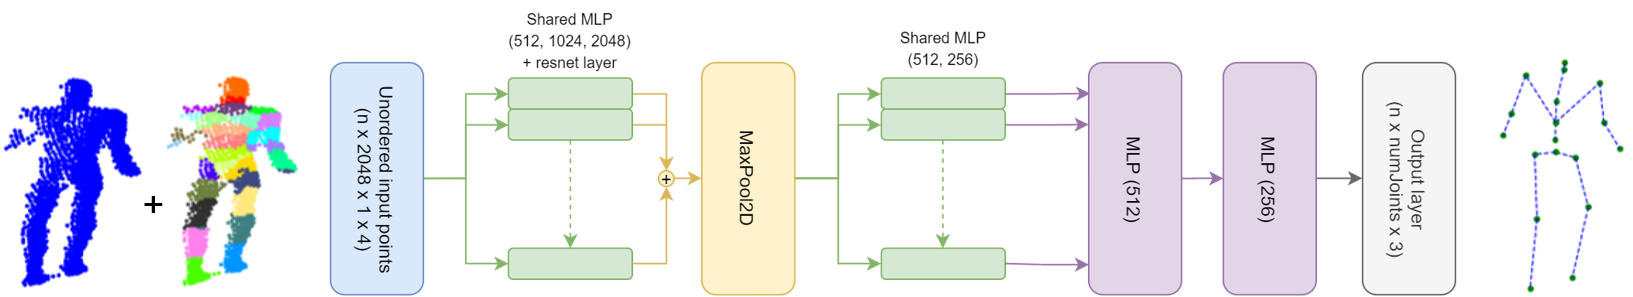 +
Unordered input points
(n x 2048 x 1 x 4)
Shared MLP
(512, 1024, 2048)
+ resnet layer
+
MaxPool2D
Shared MLP
(512, 256)
MLP (512)
MLP (256)
Output layer
(n x numJoints x 3)